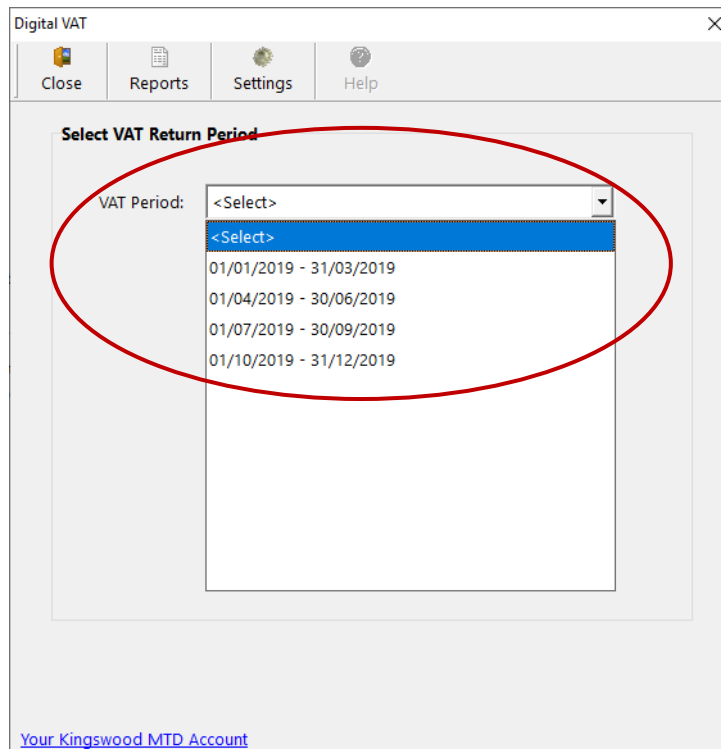 Digital VAT
Close Reports Settings Help
Select VAT Return Period
VAT Period: <Select>
<Select>
01/01/2019 - 31/03/2019
01/04/2019 - 30/06/2019
01/07/2019 - 30/09/2019
01/10/2019 - 31/12/2019
Your Kingswood MTD Account